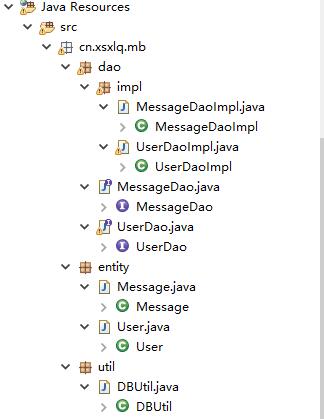 Java Resources
src
cn.xsxlq.mb
dao
impl
MessageDaoImpl.java
MessageDaoImpl
UserDaoImpl.java
UserDaoImpl
MessageDao.java
MessageDao
UserDao.java
UserDao
entity
Message.java
Message
User.java
User
util
DBUtil.java
DBUtil